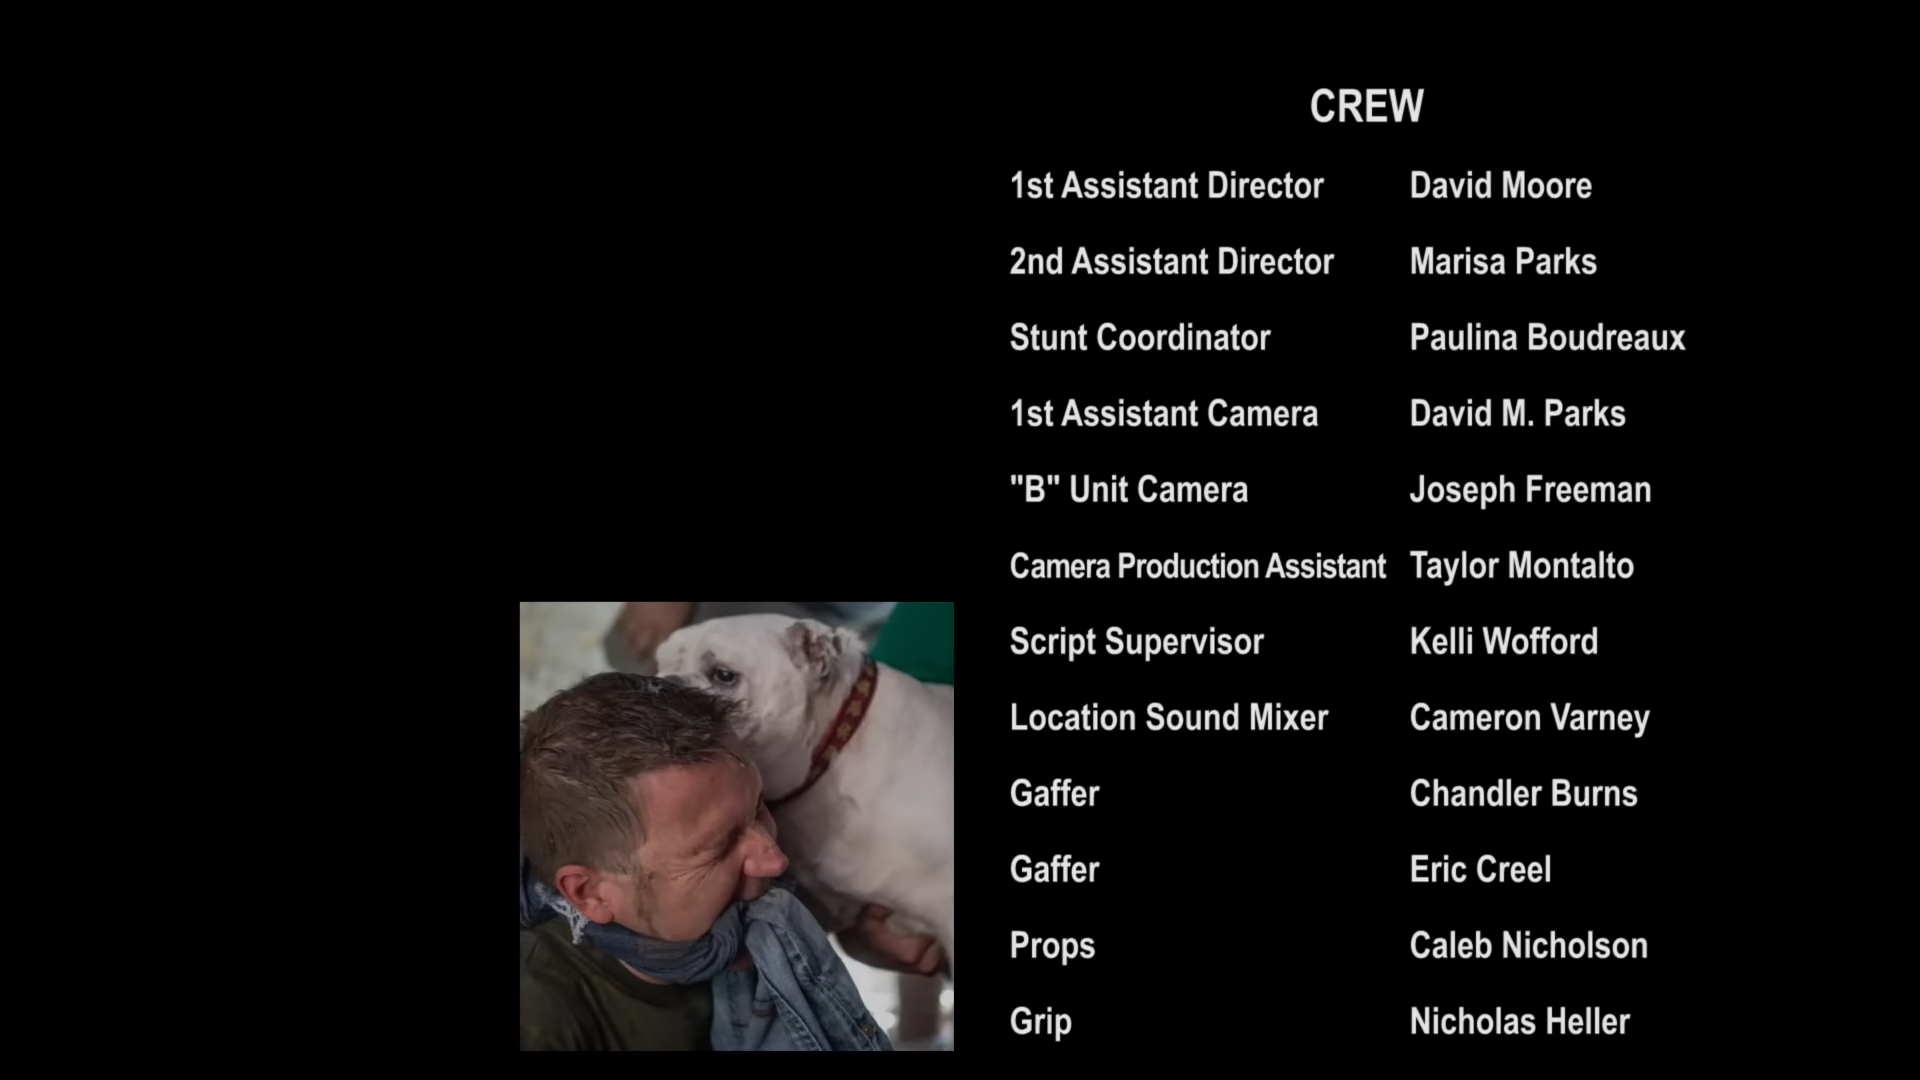 CREW
1st Assistant Director David Moore
2nd Assistant Director Marisa Parks
Stunt Coordinator Paulina Boudreaux
1st Assistant Camera David M. Parks
"B" Unit Camera Joseph Freeman
Camera Production Assistant Taylor Montalto
Script Supervisor Kelli Wofford
Location Sound Mixer Cameron Varney
Gaffer Chandler Burns
Gaffer Eric Creel
Props Caleb Nicholson
Grip Nicholas Heller